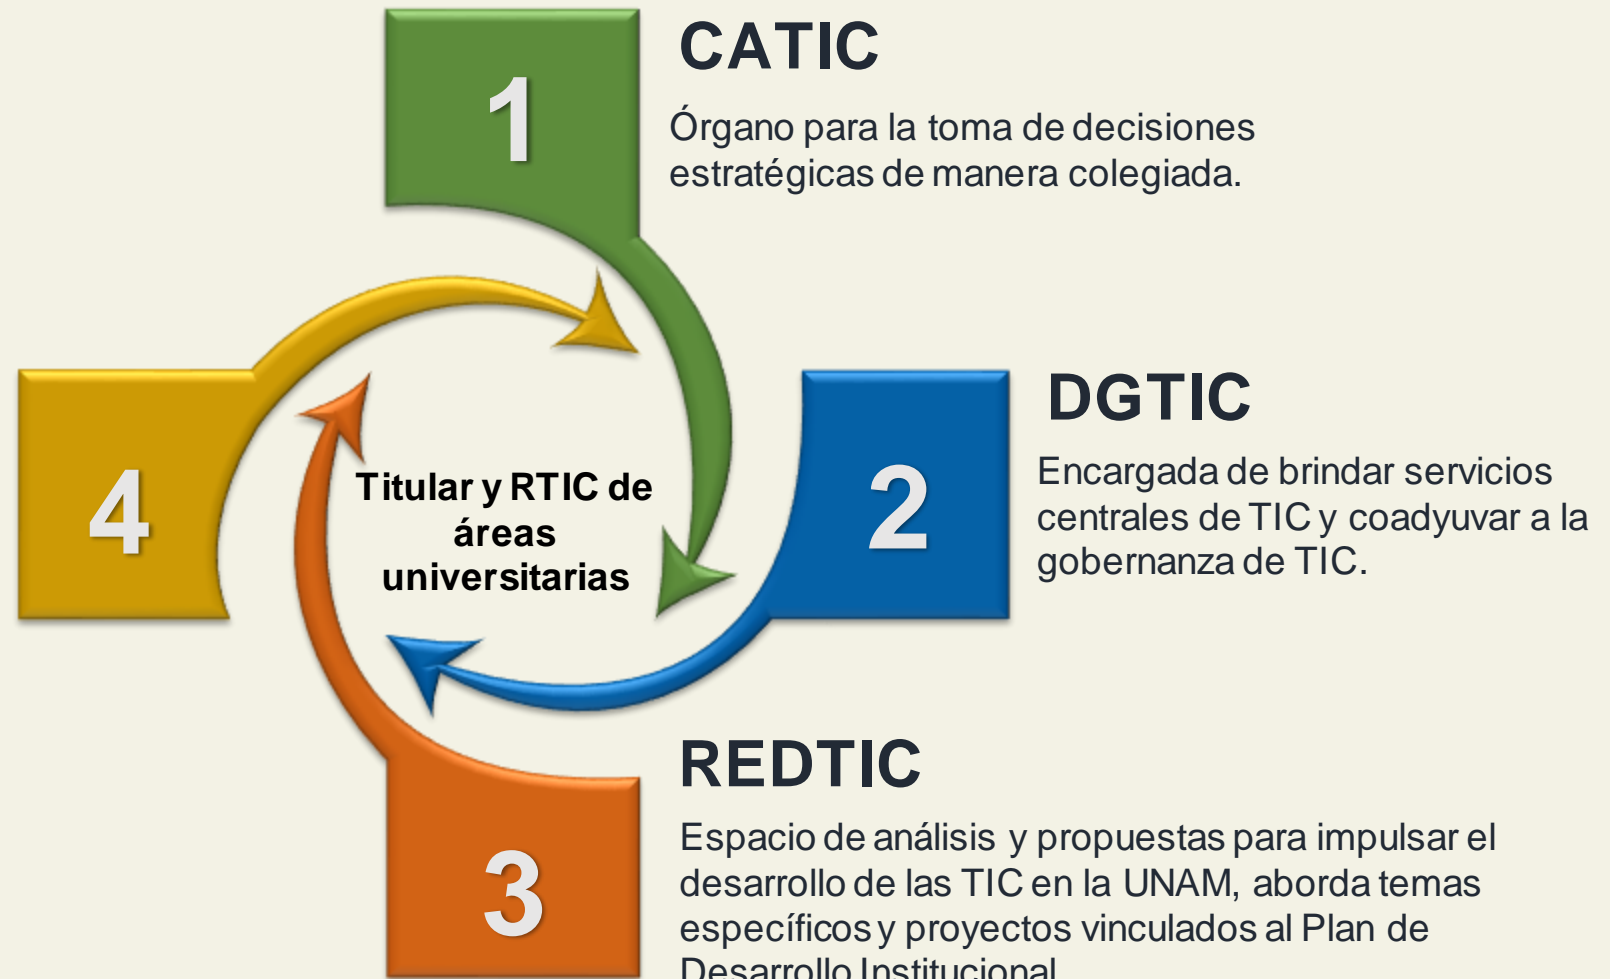 1
CATIC
Órgano para la toma de decisiones
estratégicas de manera colegiada.
4
Titular y RTIC de
áreas
universitarias
2
DGTIC
Encargada de brindar servicios
centrales de TIC y coadyuvar a la
gobernanza de TIC.
3
REDTIC
Espacio de análisis y propuestas para impulsar el
desarrollo de las TIC en la UNAM, aborda temas
específicos y proyectos vinculados al Plan de
Desarrollo Institucional